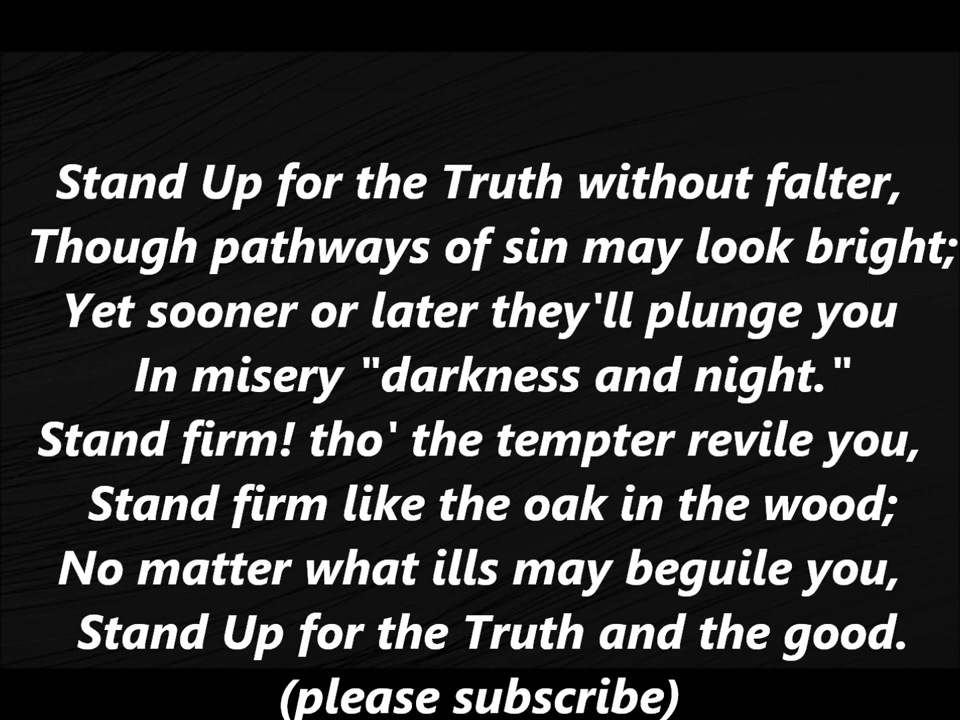 Stand Up for the Truth without falter,
Though pathways of sin may look bright;
Yet sooner or later they'll plunge you
In misery "darkness and night."
Stand firm! tho' the tempter revile you,
Stand firm like the oak in the wood;
No matter what ills may beguile you,
Stand Up for the Truth and the good.
(please subscribe)